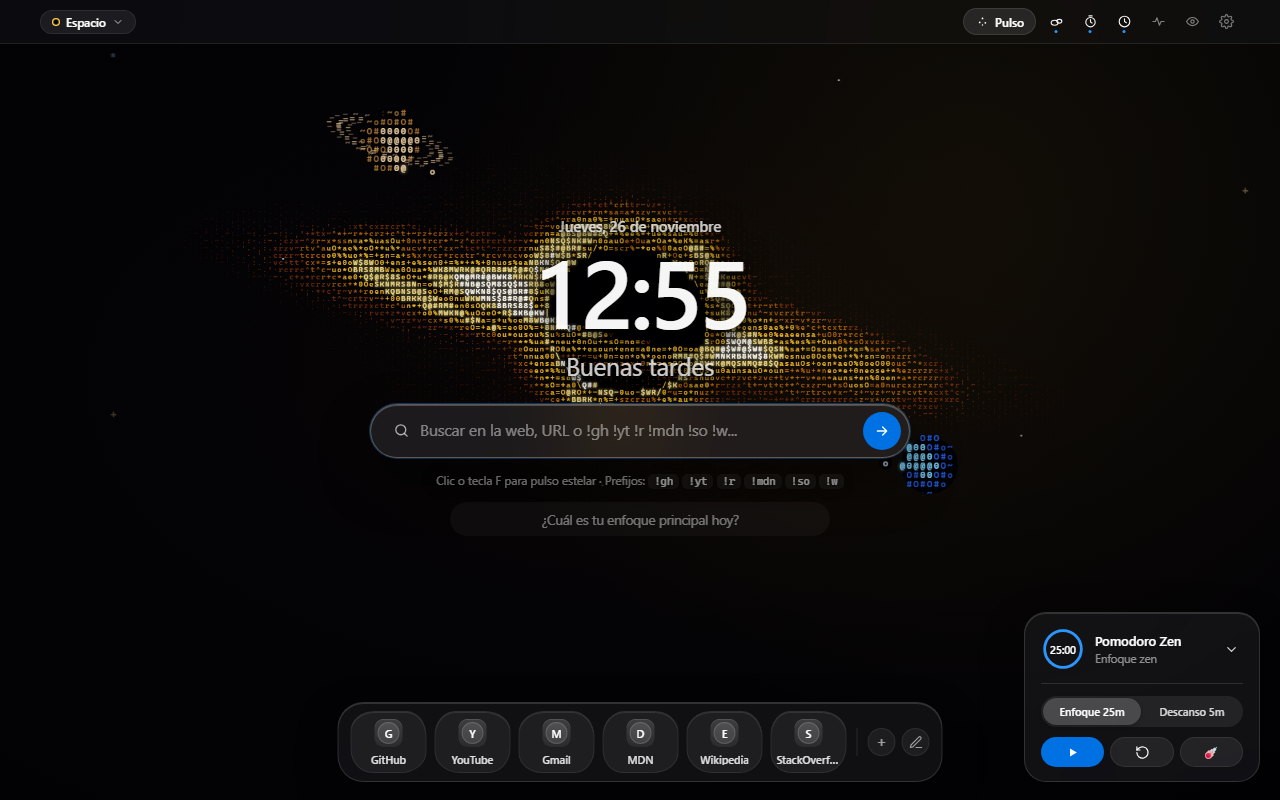 Espacio
Pulso
Jueves, 26 de noviembre
12:55
Buenas tardes
Buscar en la web, URL o !gh !yt !r !mdn !so !w...
Clic o tecla F para pulso estelar · Prefijos: !gh !yt !r !mdn !so !w
¿Cuál es tu enfoque principal hoy?
25:00
Pomodoro Zen
Enfoque zen
Enfoque 25m
Descanso 5m
G
Y
M
D
E
S
GitHub
YouTube
Gmail
MDN
Wikipedia
StackOverf...